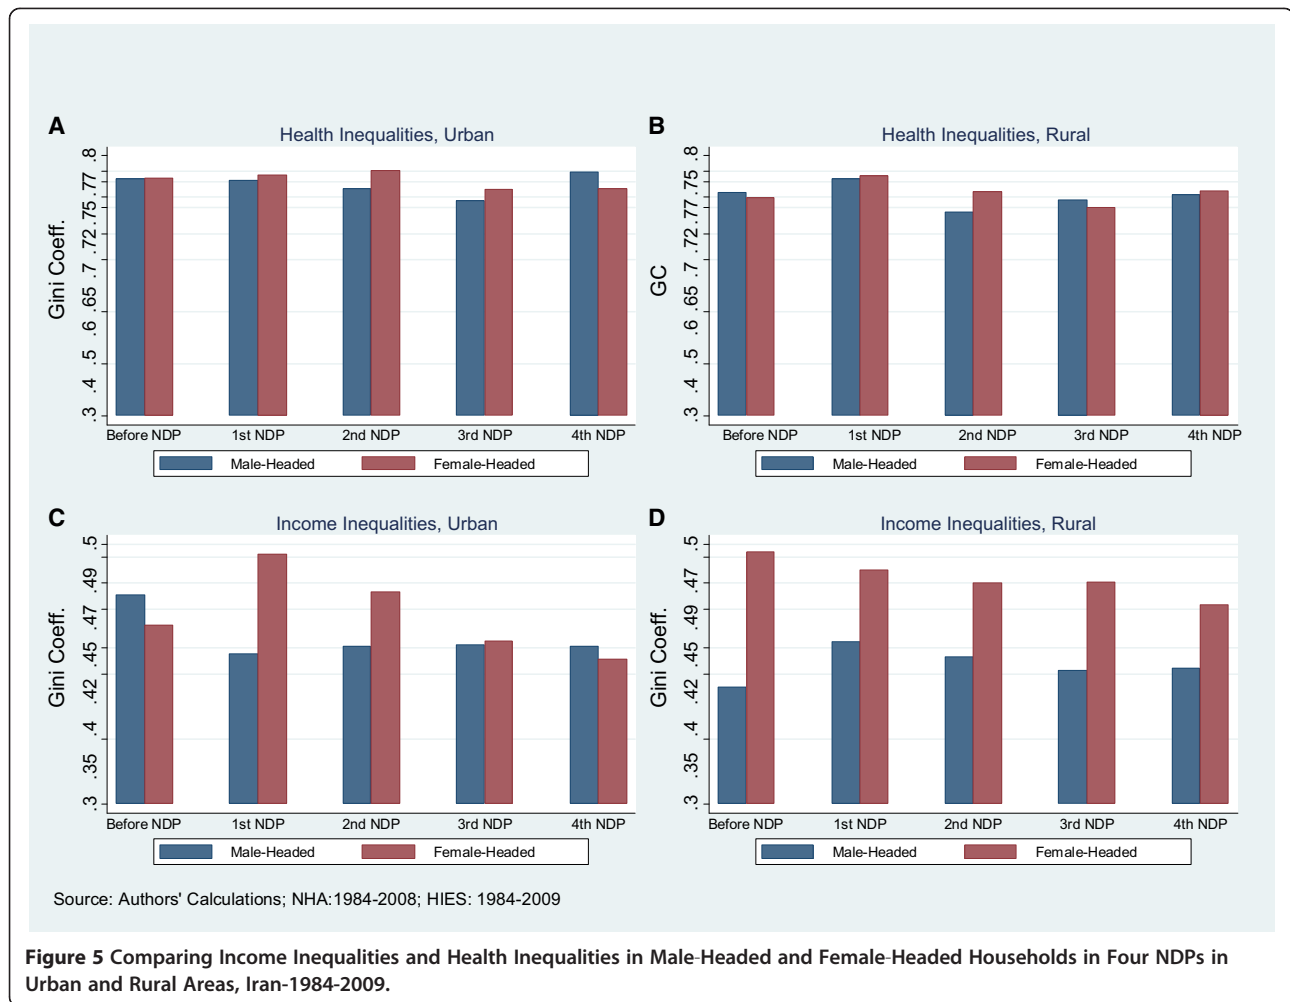 A
Health Inequalities, Urban
Gini Coeff.
.8
.77
.75
.72
.7
.65
.6
.5
.4
.3
Before NDP 1st NDP 2nd NDP 3rd NDP 4th NDP
Male-Headed Female-Headed
B
Health Inequalities, Rural
GC
.8
.75
.77
.72
.7
.65
.6
.5
.4
.3
Before NDP 1st NDP 2nd NDP 3rd NDP 4th NDP
Male-Headed Female-Headed
C
Income Inequalities, Urban
Gini Coeff.
.5
.49
.47
.45
.42
.4
.35
.3
Before NDP 1st NDP 2nd NDP 3rd NDP 4th NDP
Male-Headed Female-Headed
D
Income Inequalities, Rural
Gini Coeff.
.5
.47
.49
.45
.42
.4
.35
.3
Before NDP 1st NDP 2nd NDP 3rd NDP 4th NDP
Male-Headed Female-Headed
Source: Authors' Calculations; NHA:1984-2008; HIES: 1984-2009
Figure 5 Comparing Income Inequalities and Health Inequalities in Male-Headed and Female-Headed Households in Four NDPs in
Urban and Rural Areas, Iran-1984-2009.